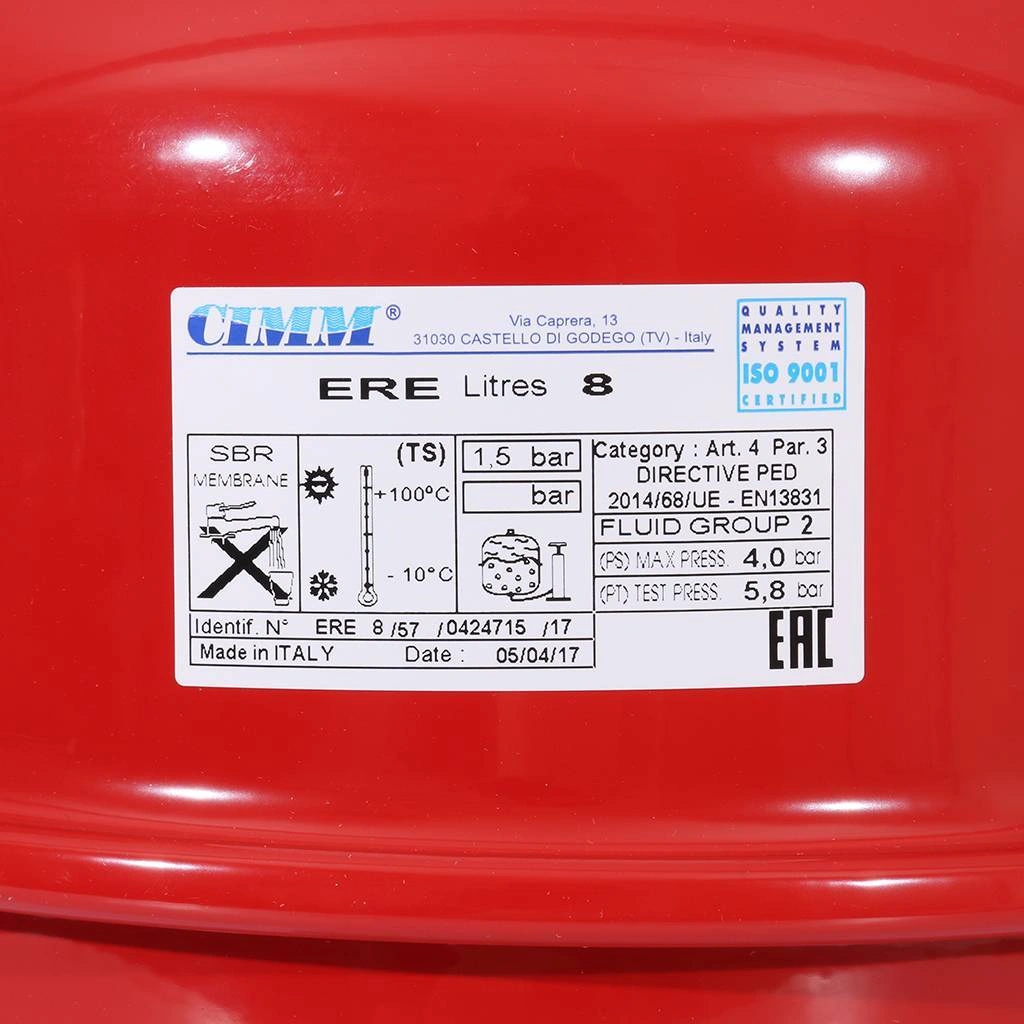 CIMM®
Via Caprera, 13
31030 CASTELLO DI GODEGO (TV) - Italy
QUALITY
MANAGEMENT
SYSTEM
ISO 9001
CERTIFIED
ERE Litres 8
SBR
MEMBRANE
(TS)
+100°C
- 10°C
1,5 bar
bar
Category : Art. 4 Par. 3
DIRECTIVE PED
2014/68/UE - EN13831
FLUID GROUP 2
(PS) MAX PRESS. 4,0 bar
(PT) TEST PRESS. 5,8 bar
Identif. N° ERE 8/57 /0424715 /17
Made in ITALY Date : 05/04/17
EAC